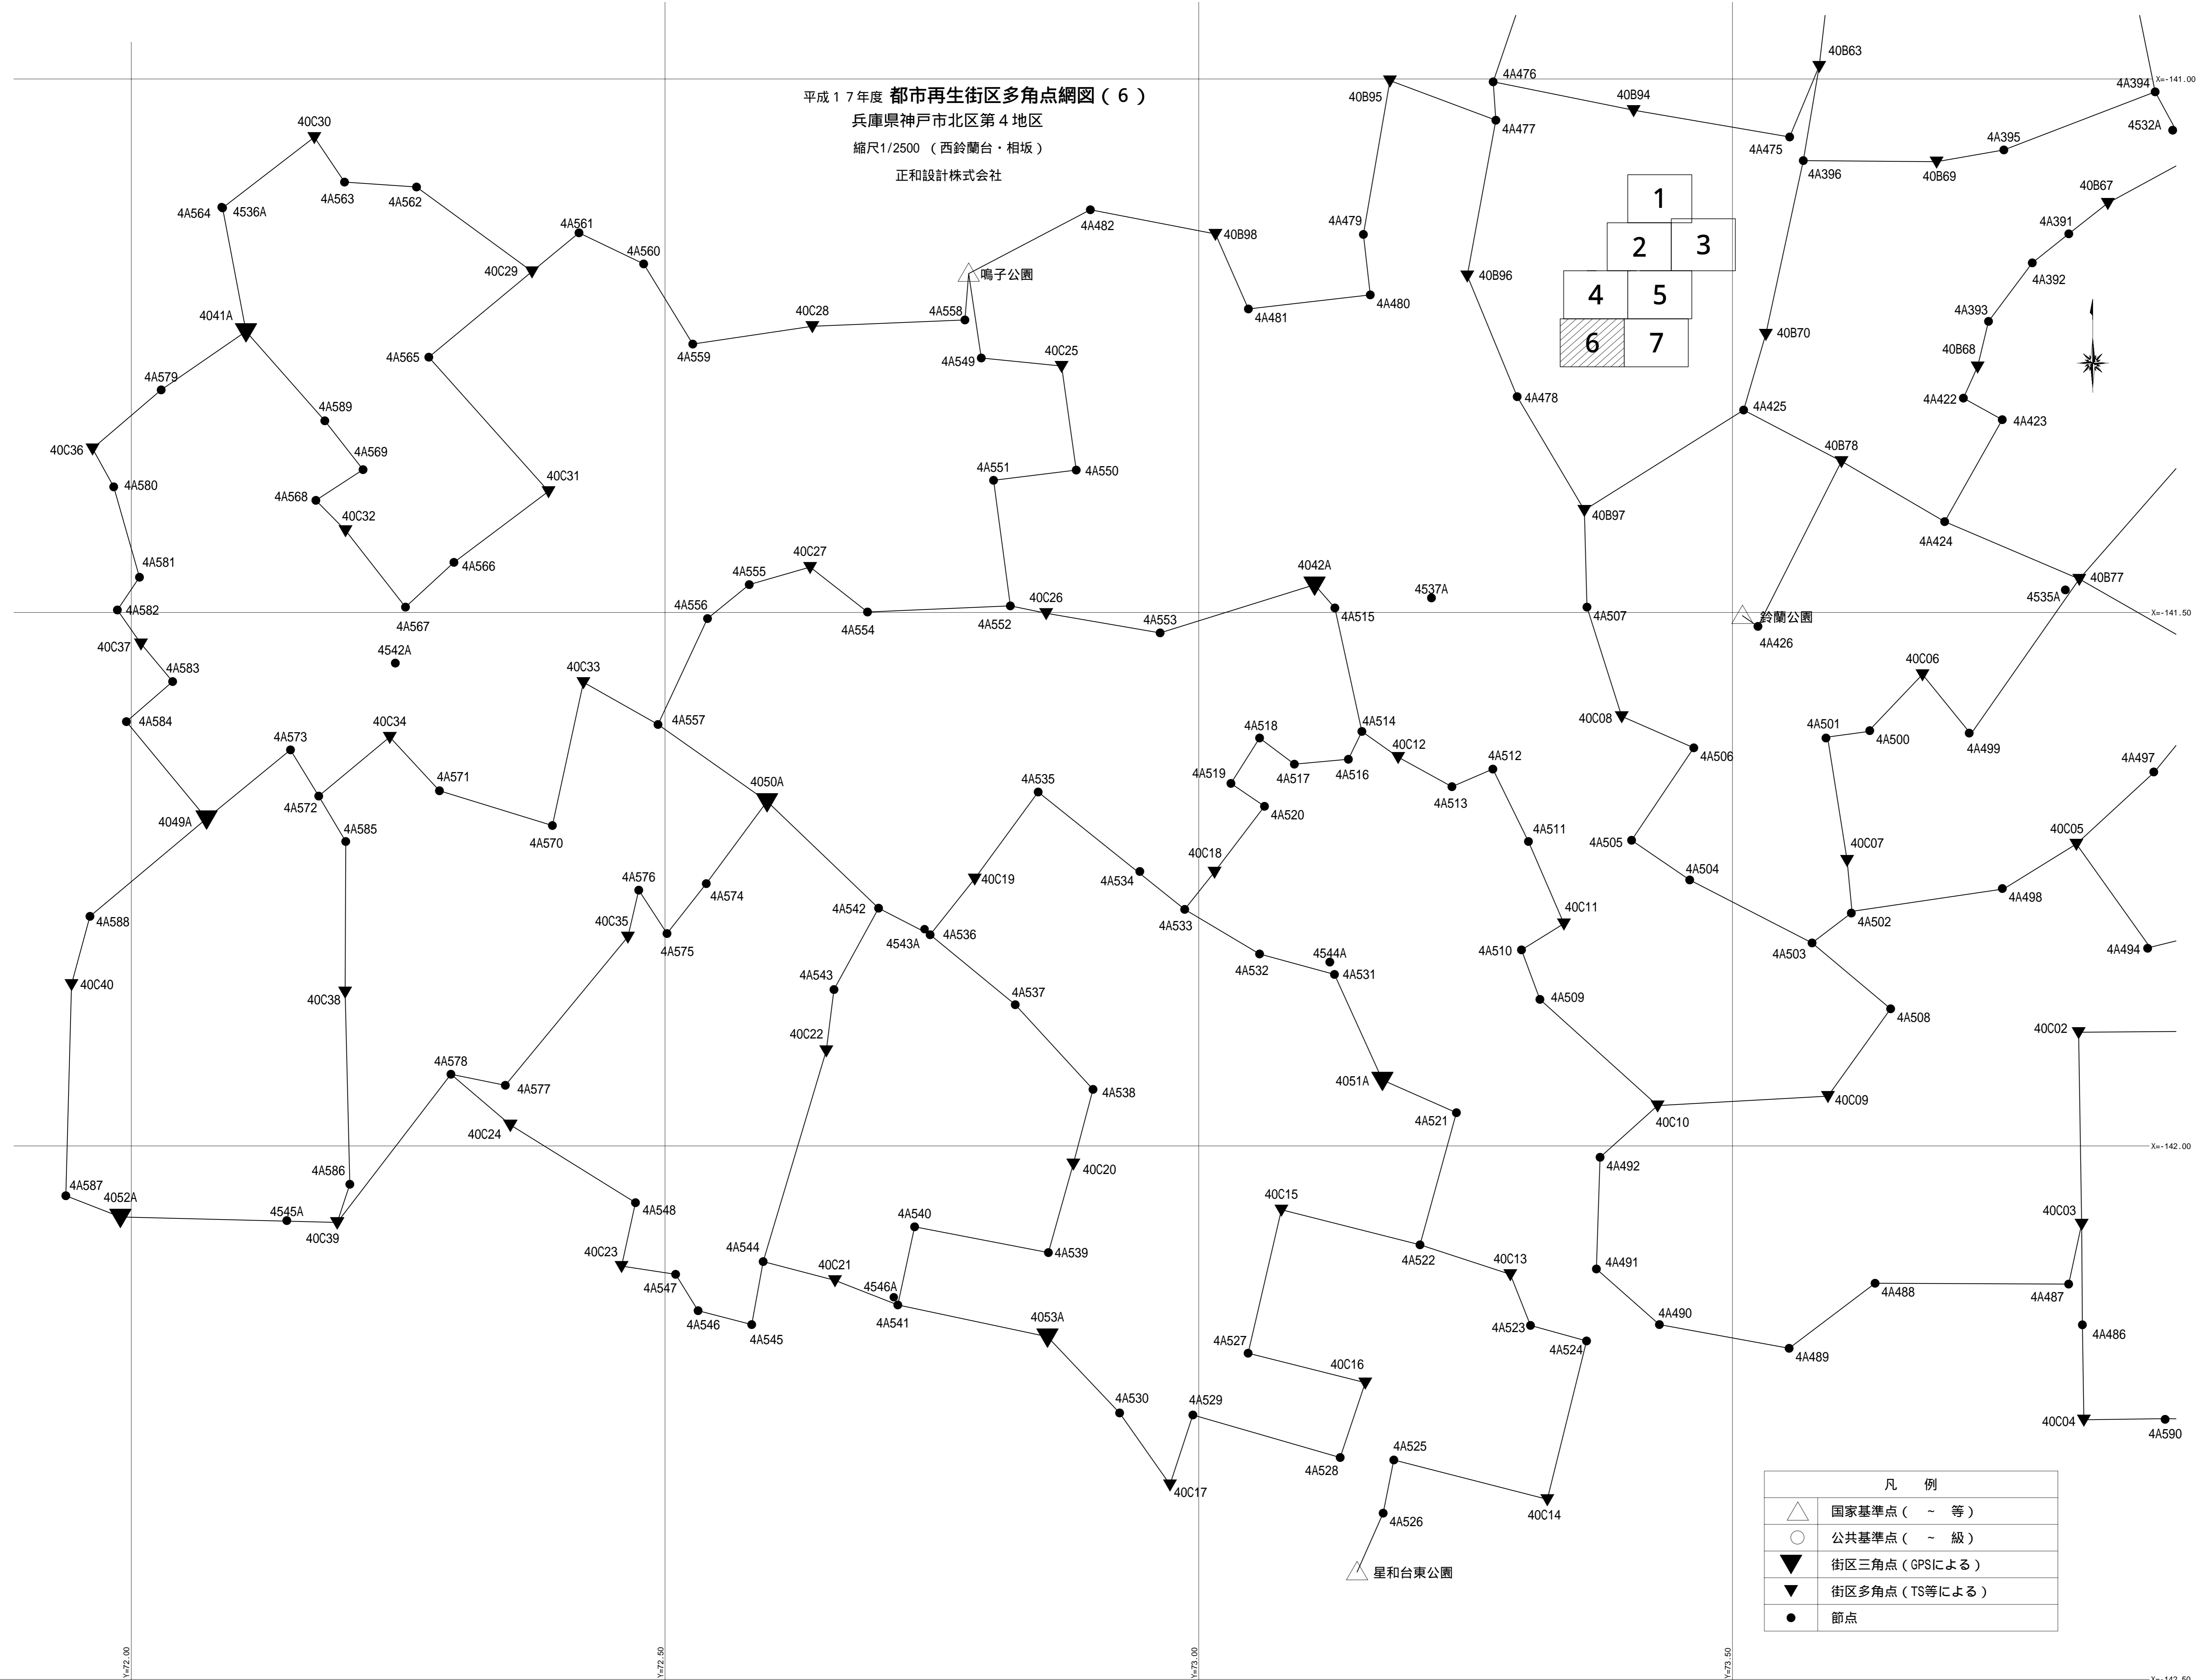 平成１７年度 都市再生街区多角点網図（６）
兵庫県神戸市北区第４地区
縮尺1/2500 （西鈴蘭台・相坂）
正和設計株式会社
40B63
X=-141.00
4A476
4A394
40B95
40B94
40C30
4A477
4532A
4A475
4A395
4A396
40B69
4A563
4A562
40B67
1
4A564
4536A
4A482
4A561
4A479
40B98
4A391
2
3
4A560
40C29
鳴子公園
40B96
4A392
4
5
4A480
4041A
4A558
40C28
4A481
4A393
6
7
40B70
4A559
4A565
4A549
40C25
40B68
4A579
4A478
4A422
4A425
4A589
4A423
40C36
40B78
4A569
4A551
4A550
4A580
40C31
4A568
40C32
40B97
4A424
40C27
4042A
4A581
4A566
4A555
4537A
40B77
4535A
4A582
4A567
4A556
4A554
4A552
40C26
4A553
4A515
4A507
鈴蘭公園
X=-141.50
4A426
40C37
4542A
4A583
40C33
40C06
4A584
40C34
4A557
4A518
4A514
40C08
4A501
4A500
4A499
4A573
40C12
4A506
4A512
4A497
4A571
4050A
4A535
4A519
4A517
4A516
4A572
4A513
4A520
4049A
4A585
4A570
4A511
4A505
40C05
40C18
40C07
4A576
4A574
40C19
4A534
4A504
4A498
4A588
4A542
4A533
40C11
4A502
40C35
4543A
4A536
4A575
4A532
4544A
4A510
4A503
4A494
4A531
40C40
40C38
4A543
4A537
4A509
4A508
40C22
40C02
4A578
4A577
4051A
4A538
40C09
4A521
40C24
40C10
X=-142.00
4A492
4A586
40C20
4A587
4052A
40C15
4545A
4A548
4A540
40C03
40C39
40C23
4A544
4A539
4A522
40C13
4A491
4A547
40C21
4546A
4A488
4A487
4A546
4A545
4A541
4053A
4A523
4A524
4A490
4A486
4A527
4A489
40C16
4A530
4A529
40C04
4A590
4A525
4A528
40C17
4A526
40C14
凡　例
国家基準点（　～　等）
公共基準点（　～　級）
街区三角点（GPSによる）
星和台東公園
街区多角点（TS等による）
節点
Y=72.00
Y=72.50
Y=73.00
Y=73.50
X=-142.50